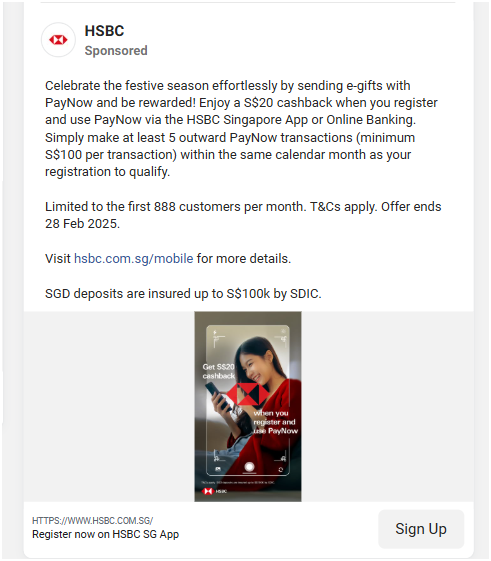 HSBC
Sponsored
Celebrate the festive season effortlessly by sending e-gifts with
PayNow and be rewarded! Enjoy a S$20 cashback when you register
and use PayNow via the HSBC Singapore App or Online Banking.
Simply make at least 5 outward PayNow transactions (minimum
S$100 per transaction) within the same calendar month as your
registration to qualify.
Limited to the first 888 customers per month. T&Cs apply. Offer ends
28 Feb 2025.
Visit hsbc.com.sg/mobile for more details.
SGD deposits are insured up to S$100k by SDIC.
Get S$20
cashback
when you
register and
use PayNow
HSBC
HTTPS://WWW.HSBC.COM.SG/
Register now on HSBC SG App
Sign Up